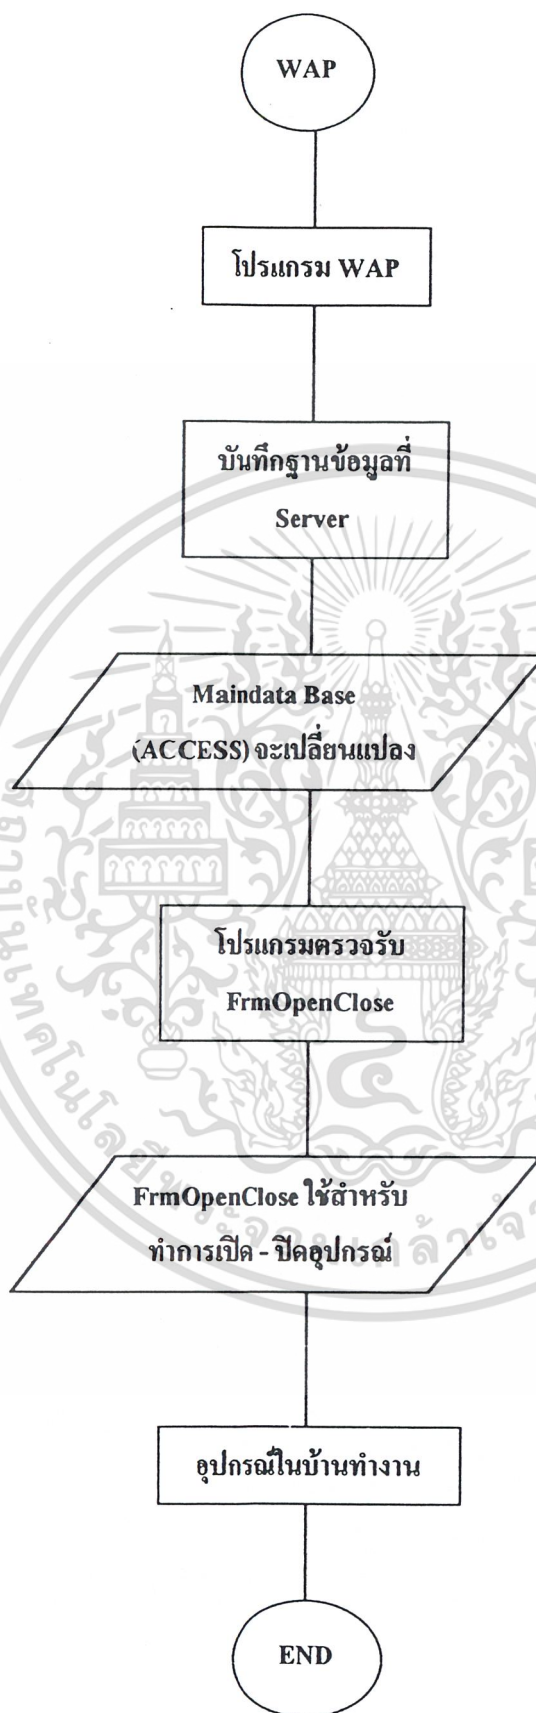 WAP
โปรแกรม WAP
บันทึกฐานข้อมูลที่
Server
Maindata Base
(ACCESS) จะเปลี่ยนแปลง
โปรแกรมตรวจรับ
FrmOpenClose
FrmOpenClose ใช้สำหรับ
ทำการเปิด - ปิดอุปกรณ์
อุปกรณ์ในบ้านทำงาน
END